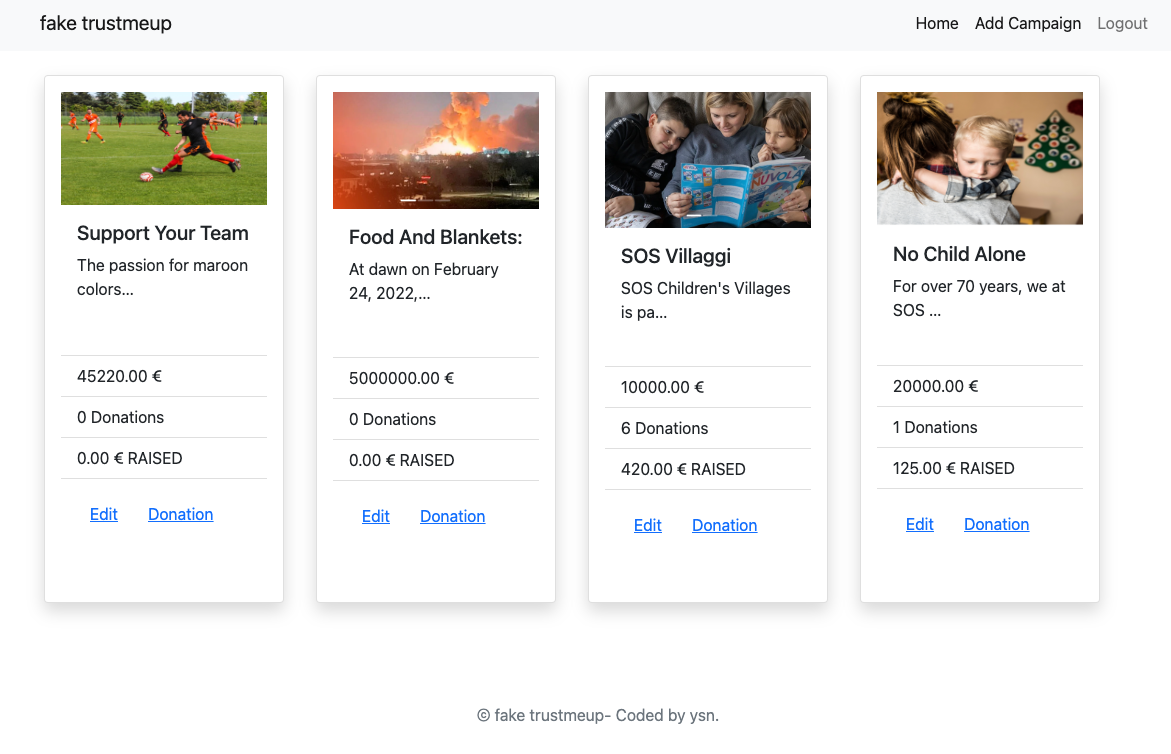 fake trustmeup
Home Add Campaign Logout
NUVOLA
Support Your Team
The passion for maroon
colors...
45220.00 €
0 Donations
0.00 € RAISED
Edit Donation
Food And Blankets:
At dawn on February
24, 2022,...
5000000.00 €
0 Donations
0.00 € RAISED
Edit Donation
SOS Villaggi
SOS Children's Villages
is pa...
10000.00 €
6 Donations
420.00 € RAISED
Edit Donation
No Child Alone
For over 70 years, we at
SOS ...
20000.00 €
1 Donations
125.00 € RAISED
Edit Donation
© fake trustmeup- Coded by ysn.